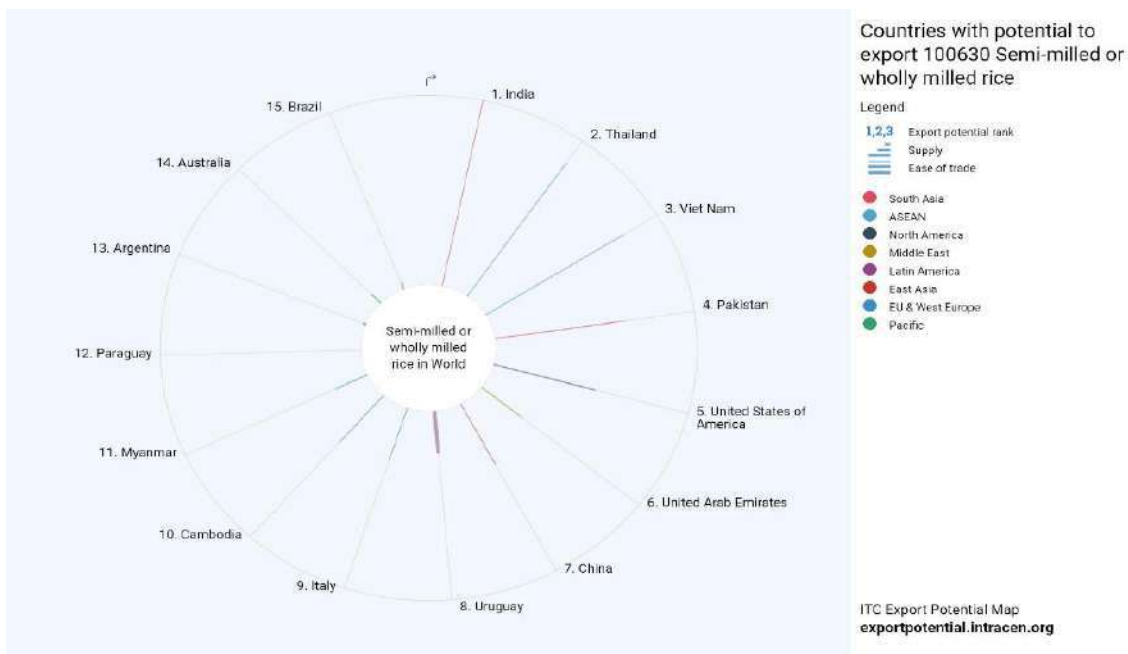 Countries with potential to
export 100630 Semi-milled or
wholly milled rice
Legend
1,2,3 Export potential rank
Supply
Ease of trade
South Asia
ASEAN
North America
Middle East
Latin America
East Asia
EU & West Europe
Pacific
1. India
2. Thailand
3. Viet Nam
4. Pakistan
5. United States of
America
6. United Arab Emirates
7. China
8. Uruguay
9. Italy
10. Cambodia
11. Myanmar
12. Paraguay
13. Argentina
14. Australia
15. Brazil
Semi-milled or
wholly milled
rice in World
ITC Export Potential Map
exportpotential.intracen.org